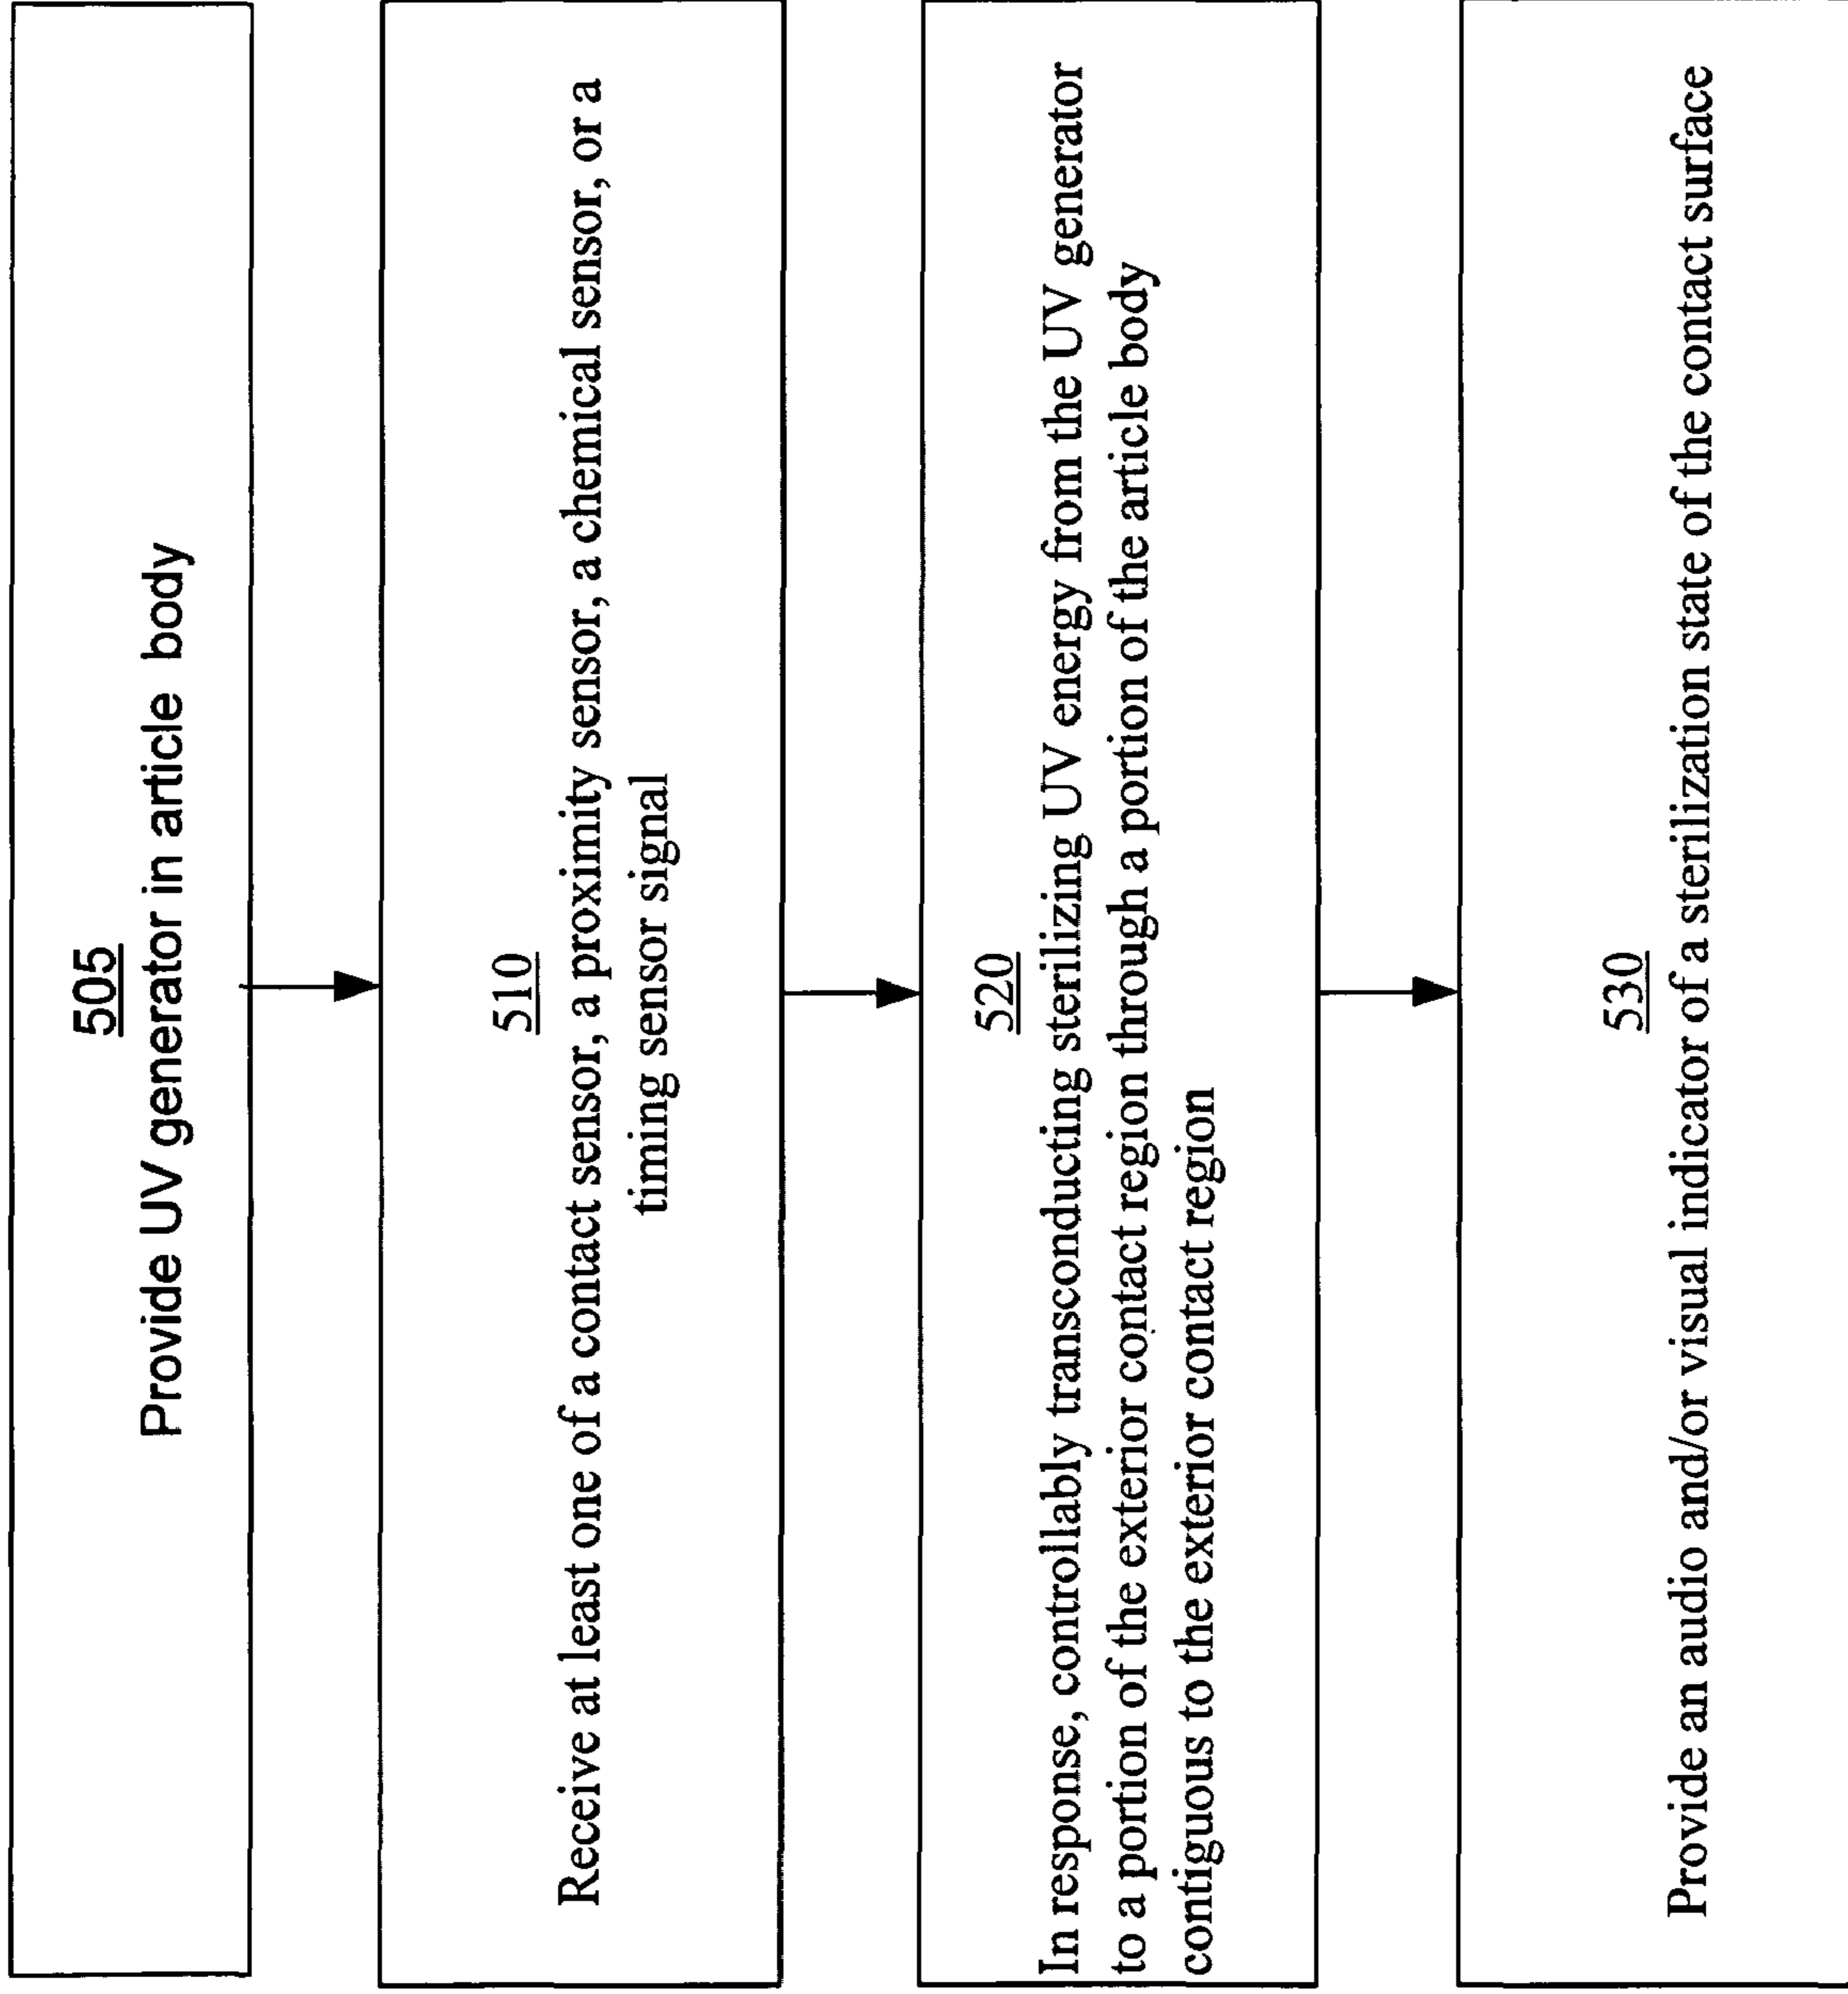 505
Provide UV generator in article body
510
Receive at least one of a contact sensor, a proximity sensor, a chemical sensor, or a
timing sensor signal
520
In response, controllably transconducting sterilizing UV energy from the UV generator
to a portion of the exterior contact region through a portion of the article body
contiguous to the exterior contact region
530
Provide an audio and/or visual indicator of a sterilization state of the contact surface